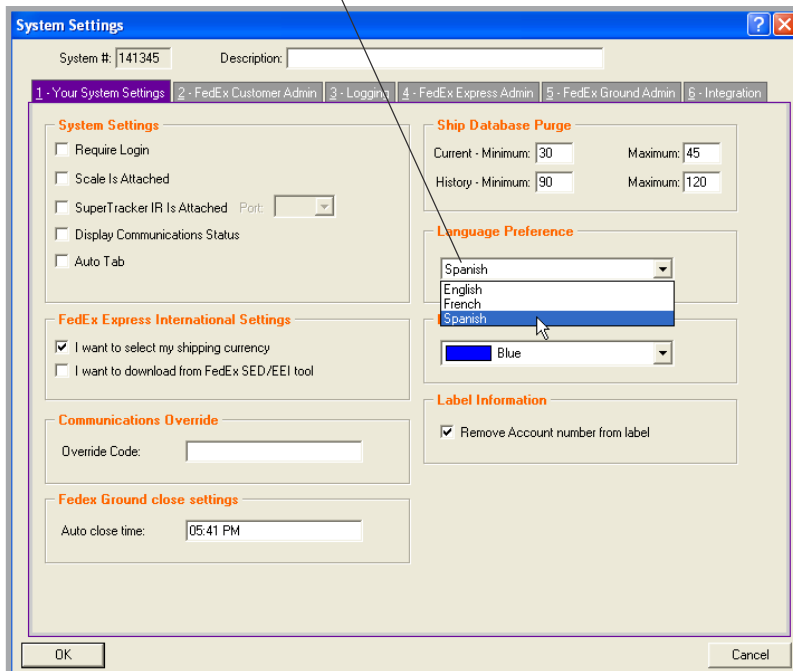 System Settings
System #: 141345 Description:
1 - Your System Settings 2 - FedEx Customer Admin 3 - Logging 4 - FedEx Express Admin 5 - FedEx Ground Admin 6 - Integration
System Settings
Require Login
Scale Is Attached
SuperTracker IR Is Attached Port:
Display Communications Status
Auto Tab
FedEx Express International Settings
I want to select my shipping currency
I want to download from FedEx SED/EEI tool
Communications Override
Override Code:
Fedex Ground close settings
Auto close time: 05:41 PM
Ship Database Purge
Current - Minimum: 30 Maximum: 45
History - Minimum: 90 Maximum: 120
Language Preference
Spanish
English
French
Spanish
Blue
Label Information
Remove Account number from label
OK Cancel